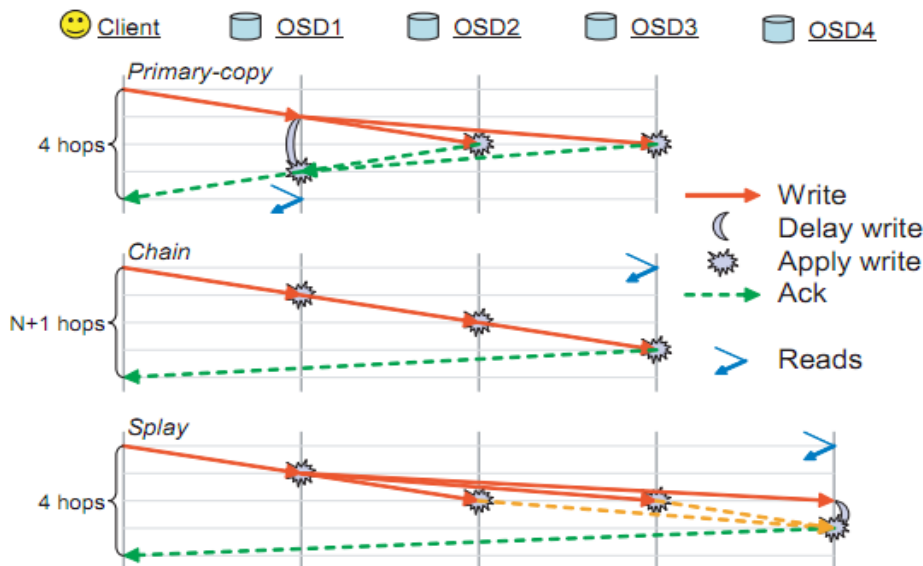 Client OSD1 OSD2 OSD3 OSD4
Primary-copy
4 hops
Write
Delay write
Apply write
Ack
Reads
Chain
N+1 hops
Splay
4 hops